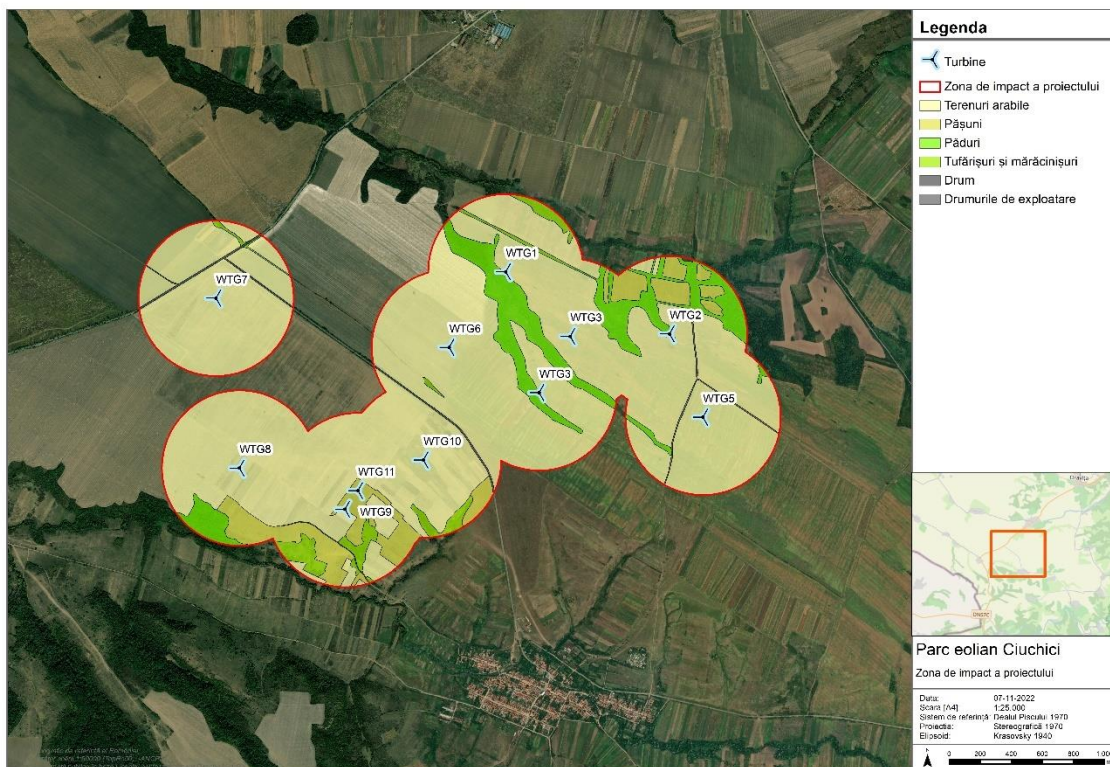 WTG1
WTG7
WTG6
WTG3
WTG2
WTG3
WTG5
WTG10
WTG8
WTG11
WTG9
Legenda
Turbine
Zona de impact a proiectului
Terenuri arabile
Pășuni
Păduri
Tufărișuri și mărăcinișuri
Drum
Drumurile de exploatare
Parc eolian Ciuchici
Zona de impact a proiectului
Data: 07-11-2022
Scara [A4] 1:25.000
Sistem de referință: Dealul Piscului 1970
Proiecția: Stereografică 1970
Elipsoid: Krasovsky 1940
0 200 400 600 800